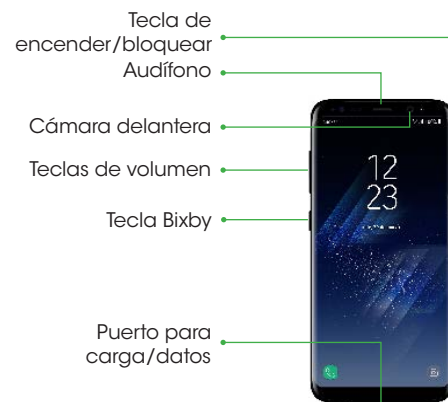 Tecla de
encender/bloquear
Audífono
Cámara delantera
Teclas de volumen
12
23
Tecla Bixby
Puerto para
carga/datos